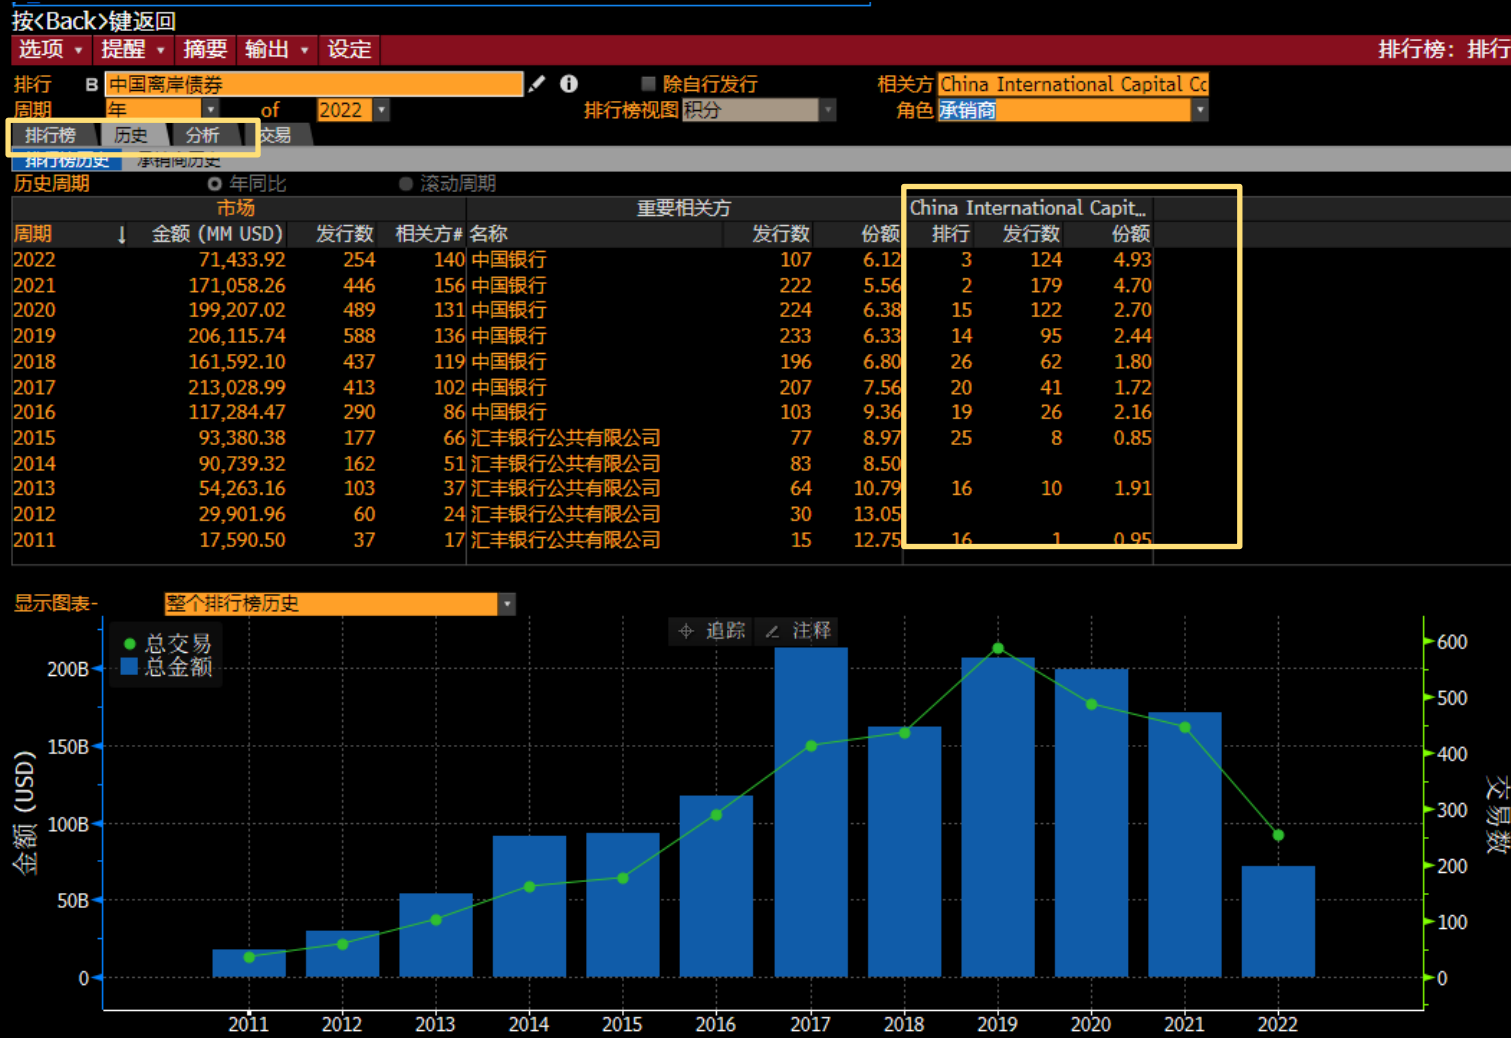 按<Back>键返回
选项 提醒 摘要 输出 设定 排行榜: 排行
排行 B 中国离岸债券 除自行发行 相关方 China International Capital Co
周期 年 of 2022 排行榜视图 积分 角色 承销商
排行榜 历史 分析 交易
排行榜历史 承销商历史
历史周期 年同比 滚动周期
市场 重要相关方 China International Capit...
周期 ↓ 金额 (MM USD) 发行数 相关方# 名称 发行数 份额 排行 发行数 份额
2022 71,433.92 254 140 中国银行 107 6.12 3 124 4.93
2021 171,058.26 446 156 中国银行 222 5.56 2 179 4.70
2020 199,207.02 489 131 中国银行 224 6.38 15 122 2.70
2019 206,115.74 588 136 中国银行 233 6.33 14 95 2.44
2018 161,592.10 437 119 中国银行 196 6.80 26 62 1.80
2017 213,028.99 413 102 中国银行 207 7.56 20 41 1.72
2016 117,284.47 290 86 中国银行 103 9.36 19 26 2.16
2015 93,380.38 177 66 汇丰银行公共有限公司 77 8.97 25 8 0.85
2014 90,739.32 162 51 汇丰银行公共有限公司 83 8.50
2013 54,263.16 103 37 汇丰银行公共有限公司 64 10.79 16 10 1.91
2012 29,901.96 60 24 汇丰银行公共有限公司 30 13.05
2011 17,590.50 37 17 汇丰银行公共有限公司 15 12.75 16 1 0.95
显示图表- 整个排行榜历史
追踪 注释
总交易
总金额
金额 (USD)
200B
150B
100B
50B
0
600
500
400
300
200
100
0
交易数
2011 2012 2013 2014 2015 2016 2017 2018 2019 2020 2021 2022